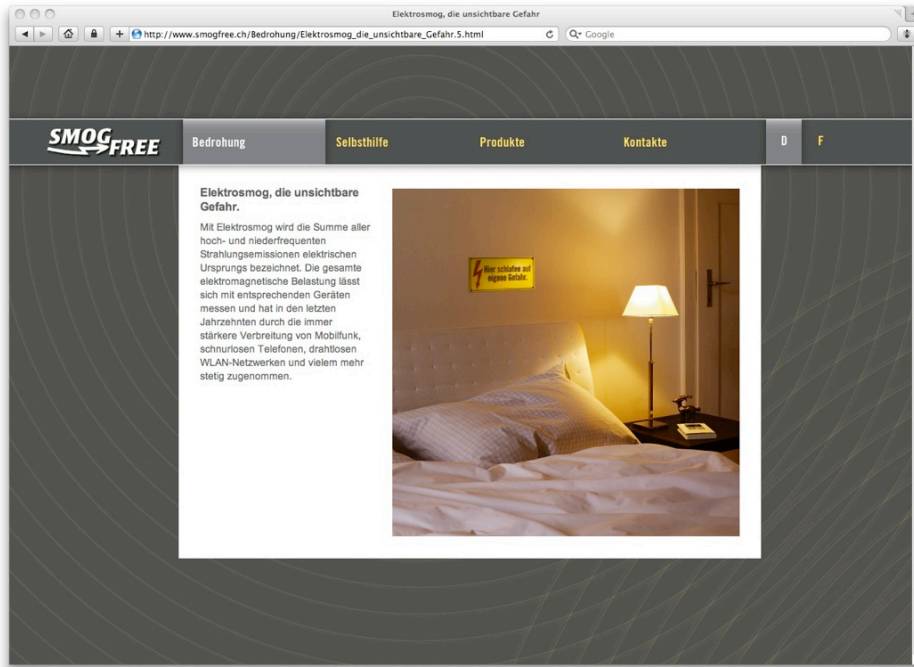 Elektrosmog, die unsichtbare Gefahr
http://www.smogfree.ch/Bedrohung/Elektrosmog_die_unsichtbare_Gefahr.5.html
Google
SMOG
FREE
Bedrohung
Selbsthilfe
Produkte
Kontakte
D
F
Elektrosmog, die unsichtbare
Gefahr.
Mit Elektrosmog wird die Summe aller
hoch- und niederfrequenten
Strahlungsemissionen elektrischen
Ursprungs bezeichnet. Die gesamte
elektromagnetische Belastung lässt
sich mit entsprechenden Geräten
messen und hat in den letzten
Jahrzehnten durch die immer
stärkere Verbreitung von Mobilfunk,
schnurlosen Telefonen, drahtlosen
WLAN-Netzwerken und vielem mehr
stetig zugenommen.
Hier schlafen auf
eigene Gefahr.